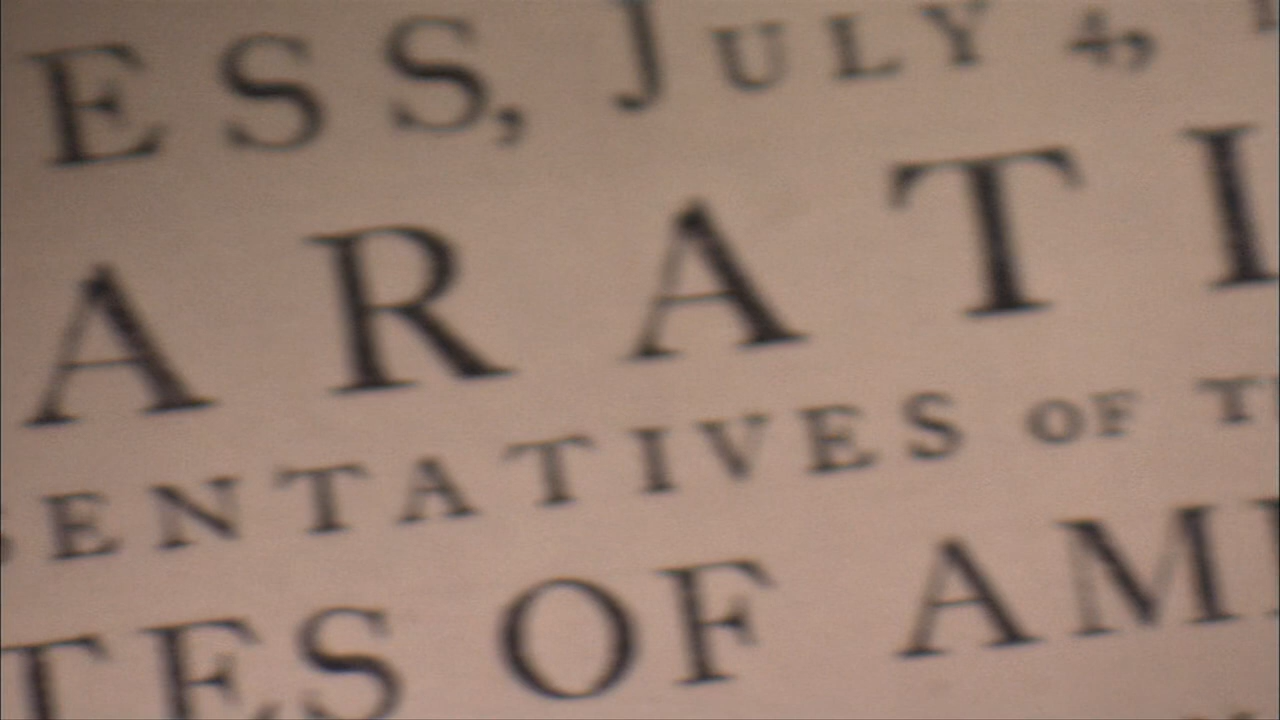 ESS, JULY 4,
ARATI
ENTATIVES OF T
TES OF AM